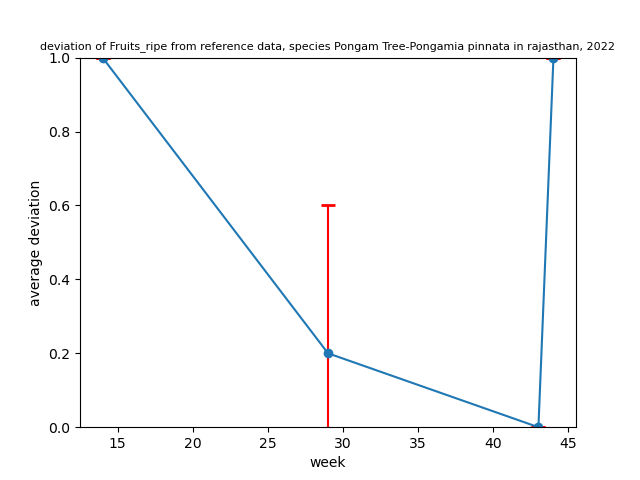 deviation of Fruits_ripe from reference data, species Pongam Tree-Pongamia pinnata in rajasthan, 2022
1.0
0.8
0.6
0.4
0.2
0.0
average deviation
15 20 25 30 35 40 45
week